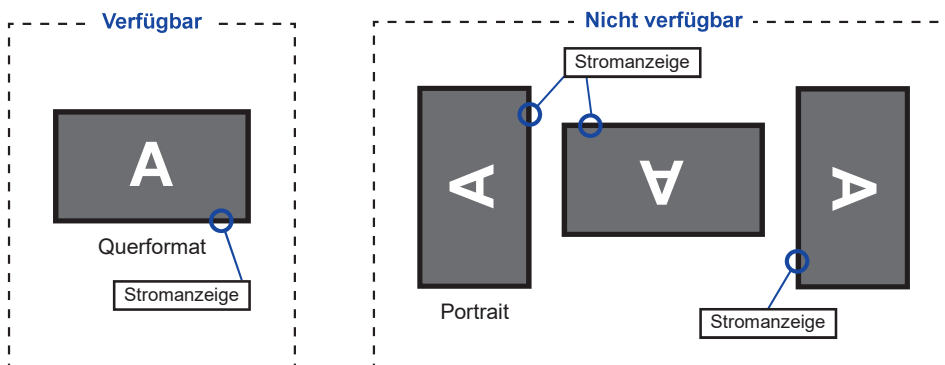 Verfügbar
A
Querformat
Stromanzeige
Nicht verfügbar
Stromanzeige
A
A
A
Portrait
Stromanzeige